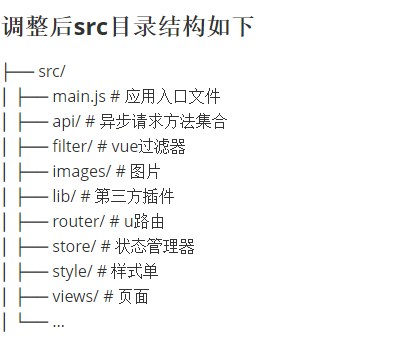 调整后src目录结构如下
├── src/
│ ├── main.js # 应用入口文件
│ ├── api/ # 异步请求方法集合
│ ├── filter/ # vue过滤器
│ ├── images/ # 图片
│ ├── lib/ # 第三方插件
│ ├── router/ # u路由
│ ├── store/ # 状态管理器
│ ├── style/ # 样式单
│ ├── views/ # 页面
│ └── ...